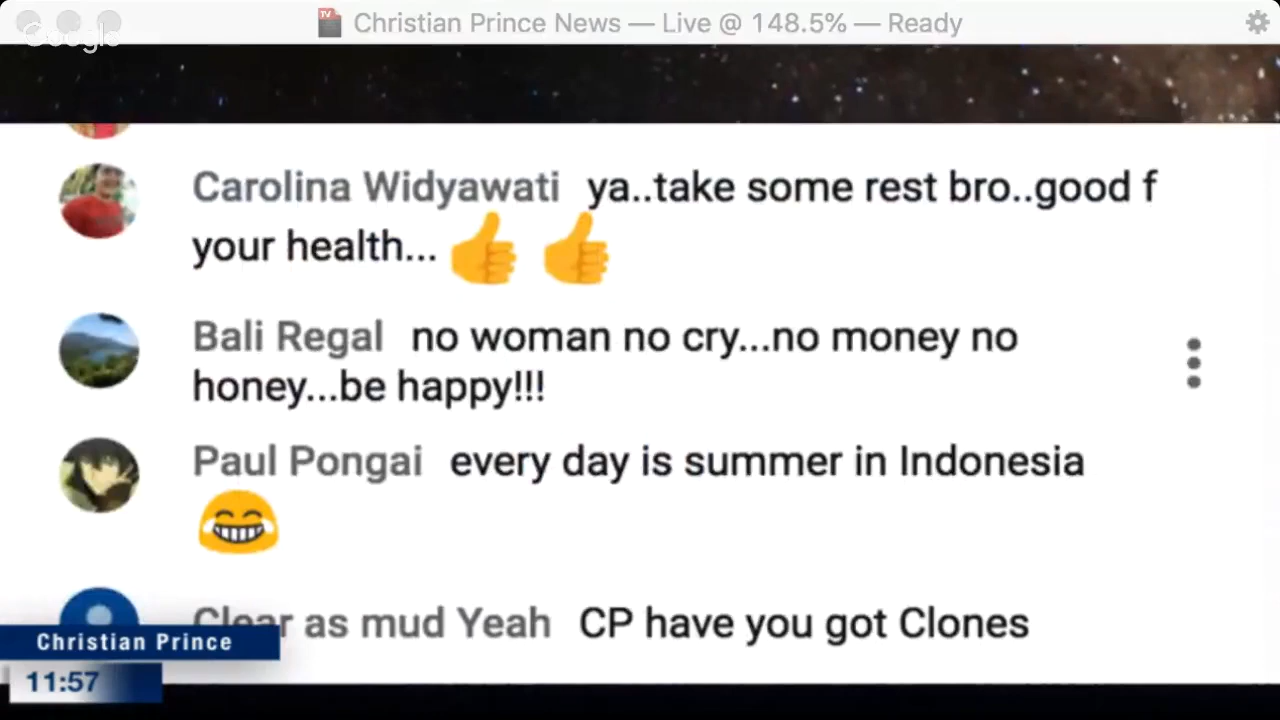 TV Christian Prince News — Live @ 148.5% — Ready
Google
Carolina Widyawati ya..take some rest bro..good f
your health...👍 👍
Bali Regal no woman no cry...no money no
honey...be happy!!!
Paul Pongai every day is summer in Indonesia
😂
Clear as mud Yeah CP have you got Clones
Christian Prince
11:57